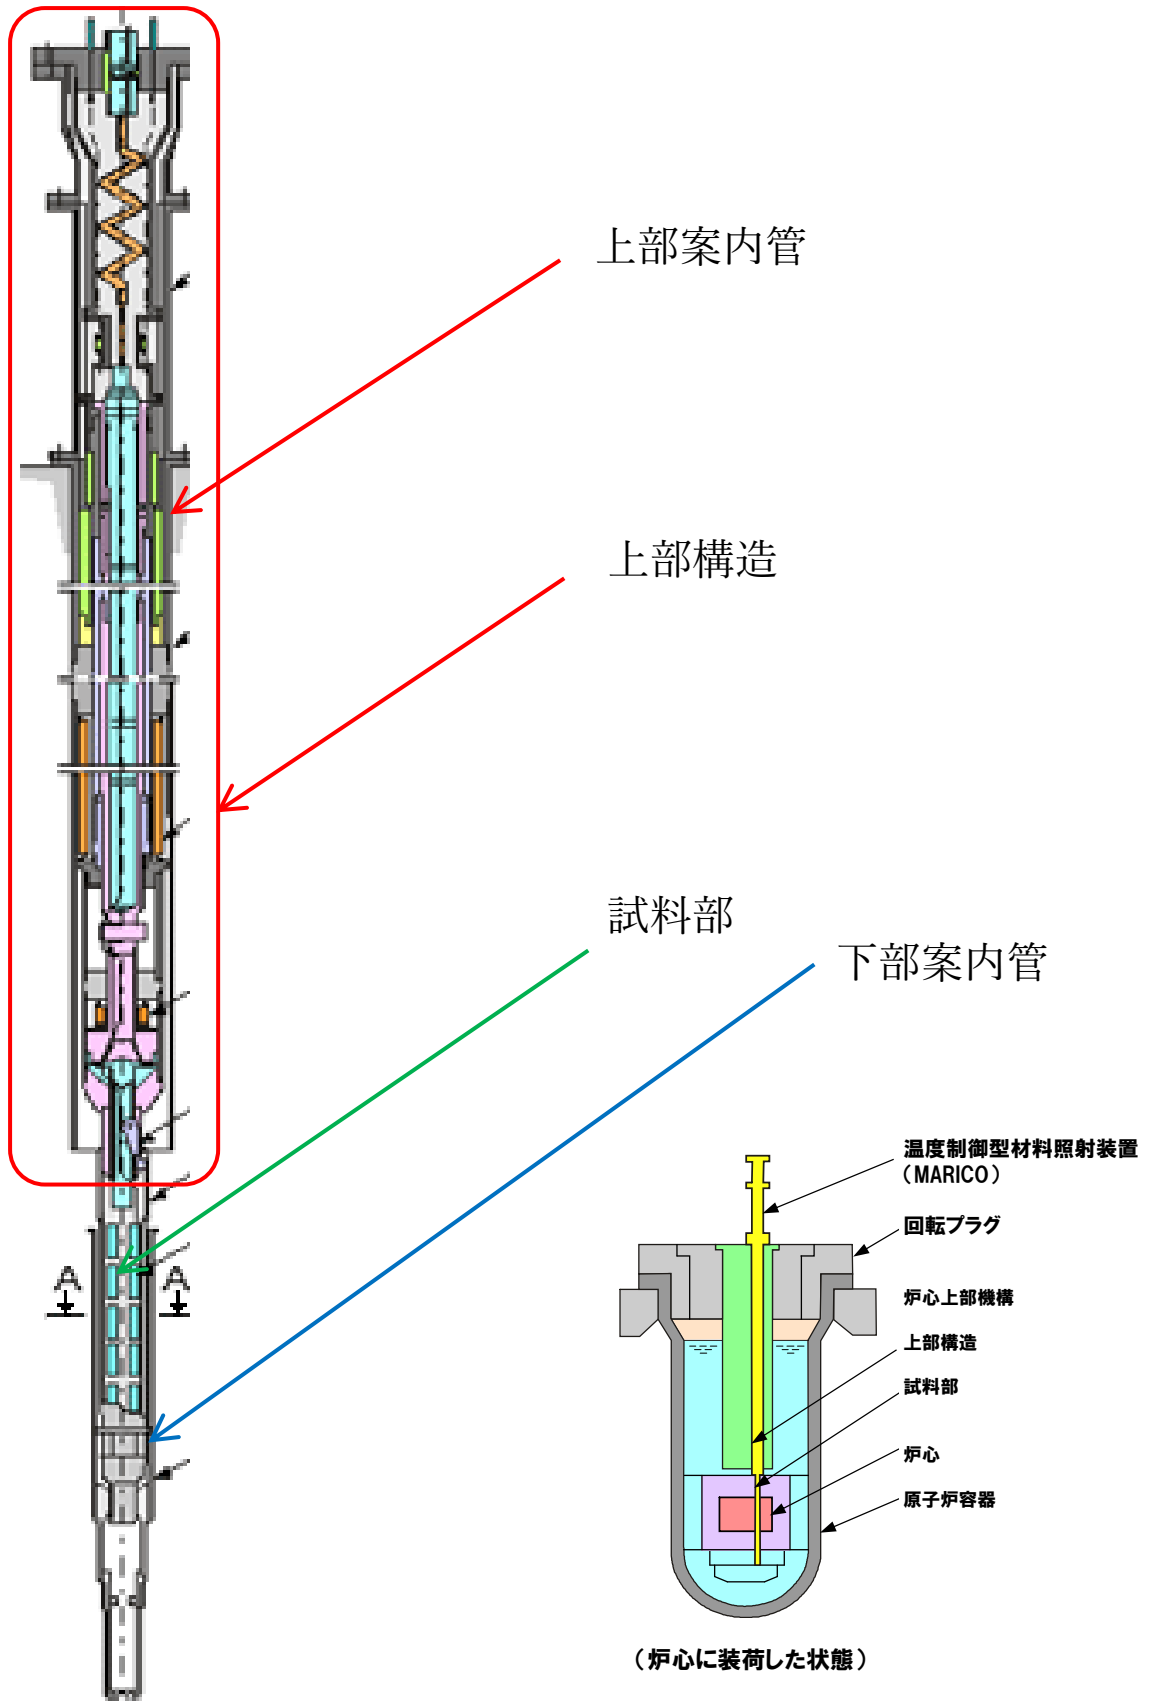 上部案内管
上部構造
試料部
下部案内管
A
A
温度制御型材料照射装置
（MARICO）
回転プラグ
炉心上部機構
上部構造
試料部
炉心
原子炉容器
（炉心に装荷した状態）